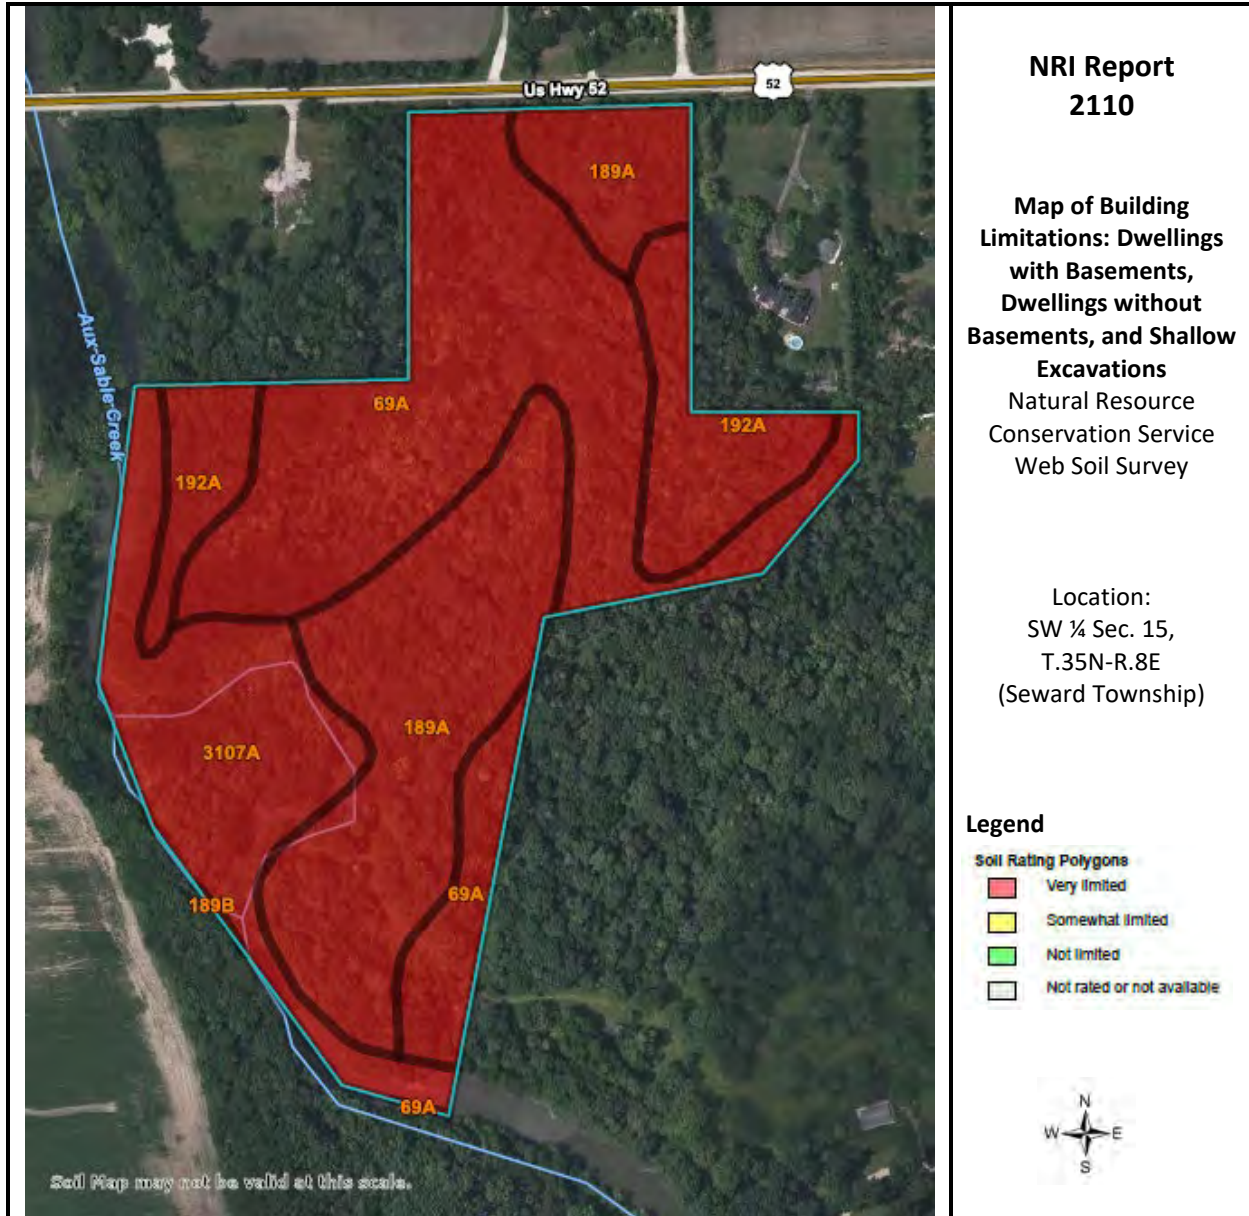 Us Hwy 52
52
189A
69A
192A
192A
Aux Sable Creek
189A
3107A
69A
189B
69A
Soil Map may not be valid at this scale.
NRI Report
2110
Map of Building
Limitations: Dwellings
with Basements,
Dwellings without
Basements, and Shallow
Excavations
Natural Resource
Conservation Service
Web Soil Survey
Location:
SW ¼ Sec. 15,
T.35N-R.8E
(Seward Township)
Legend
Soil Rating Polygons
Very limited
Somewhat limited
Not limited
Not rated or not available
N
W E
S